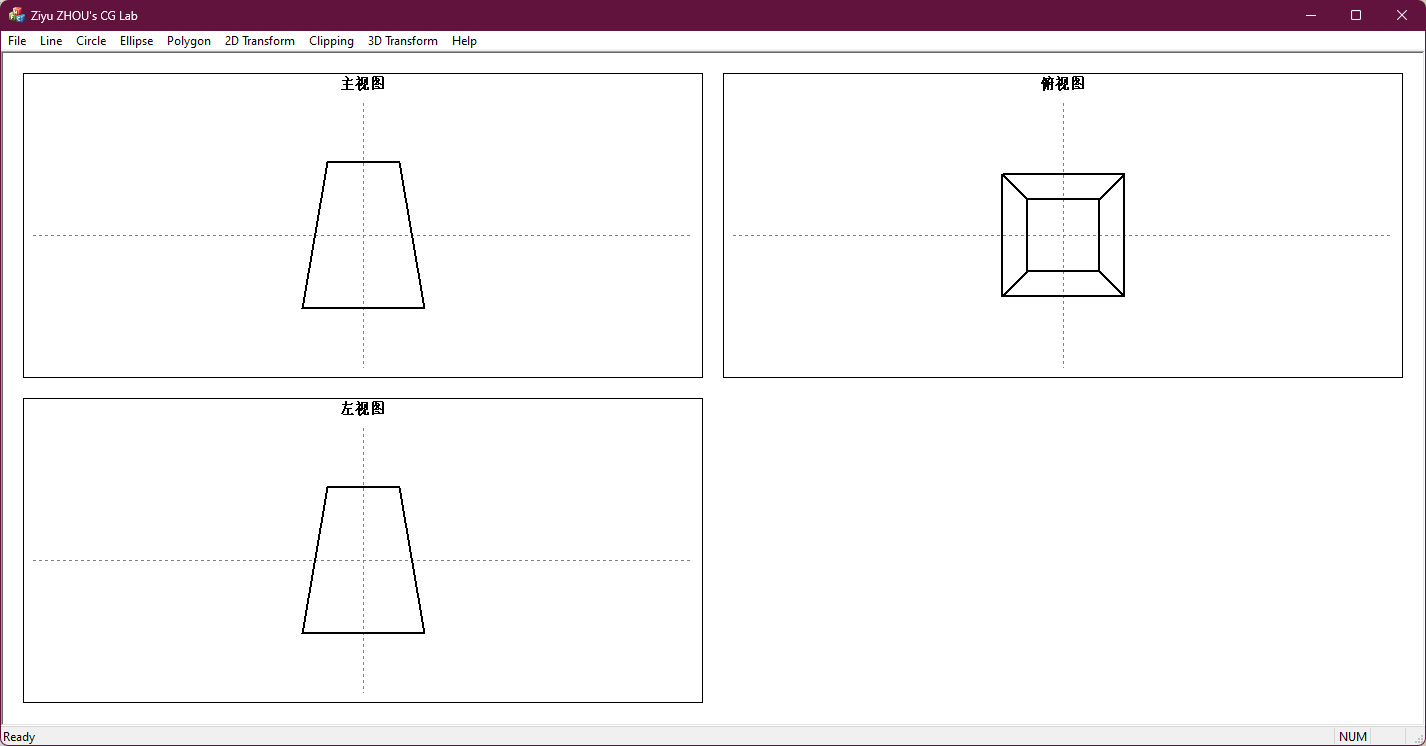 Ziyu ZHOU's CG Lab
File Line Circle Ellipse Polygon 2D Transform Clipping 3D Transform Help
主视图
俯视图
左视图
Ready
NUM